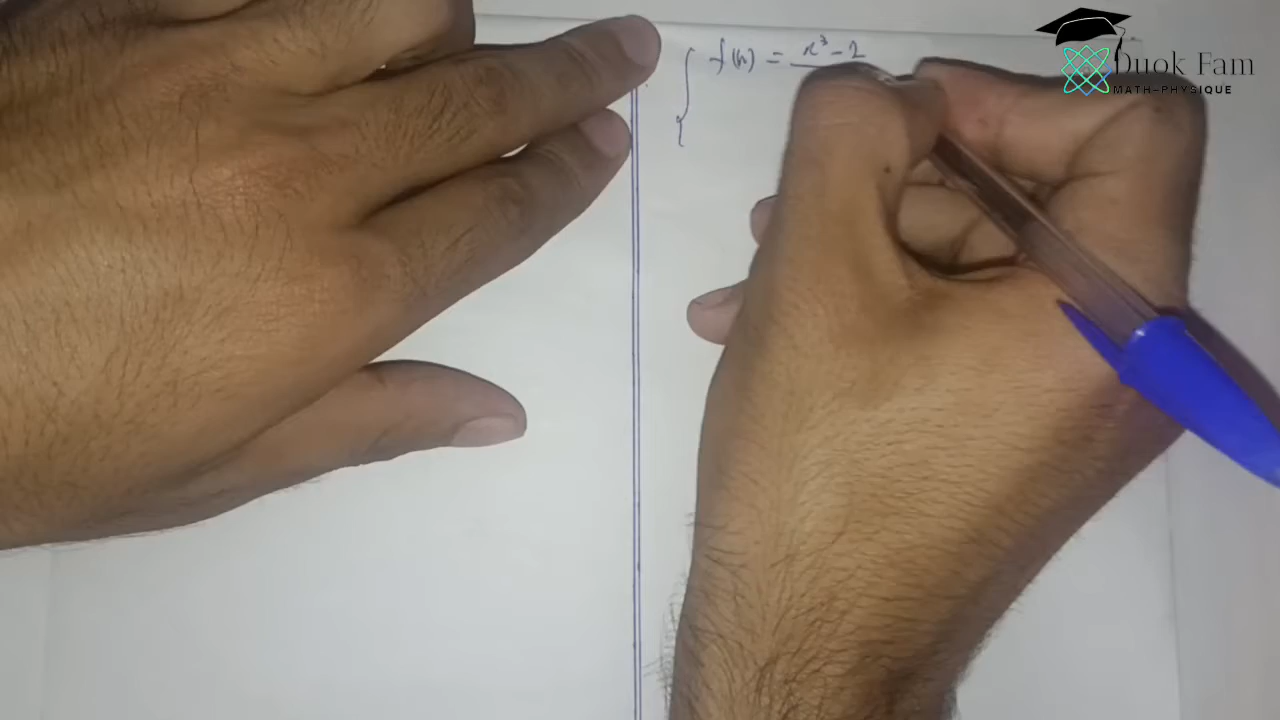 f(x) = x³ - 2
Duok Fam
MATH-PHYSIQUE